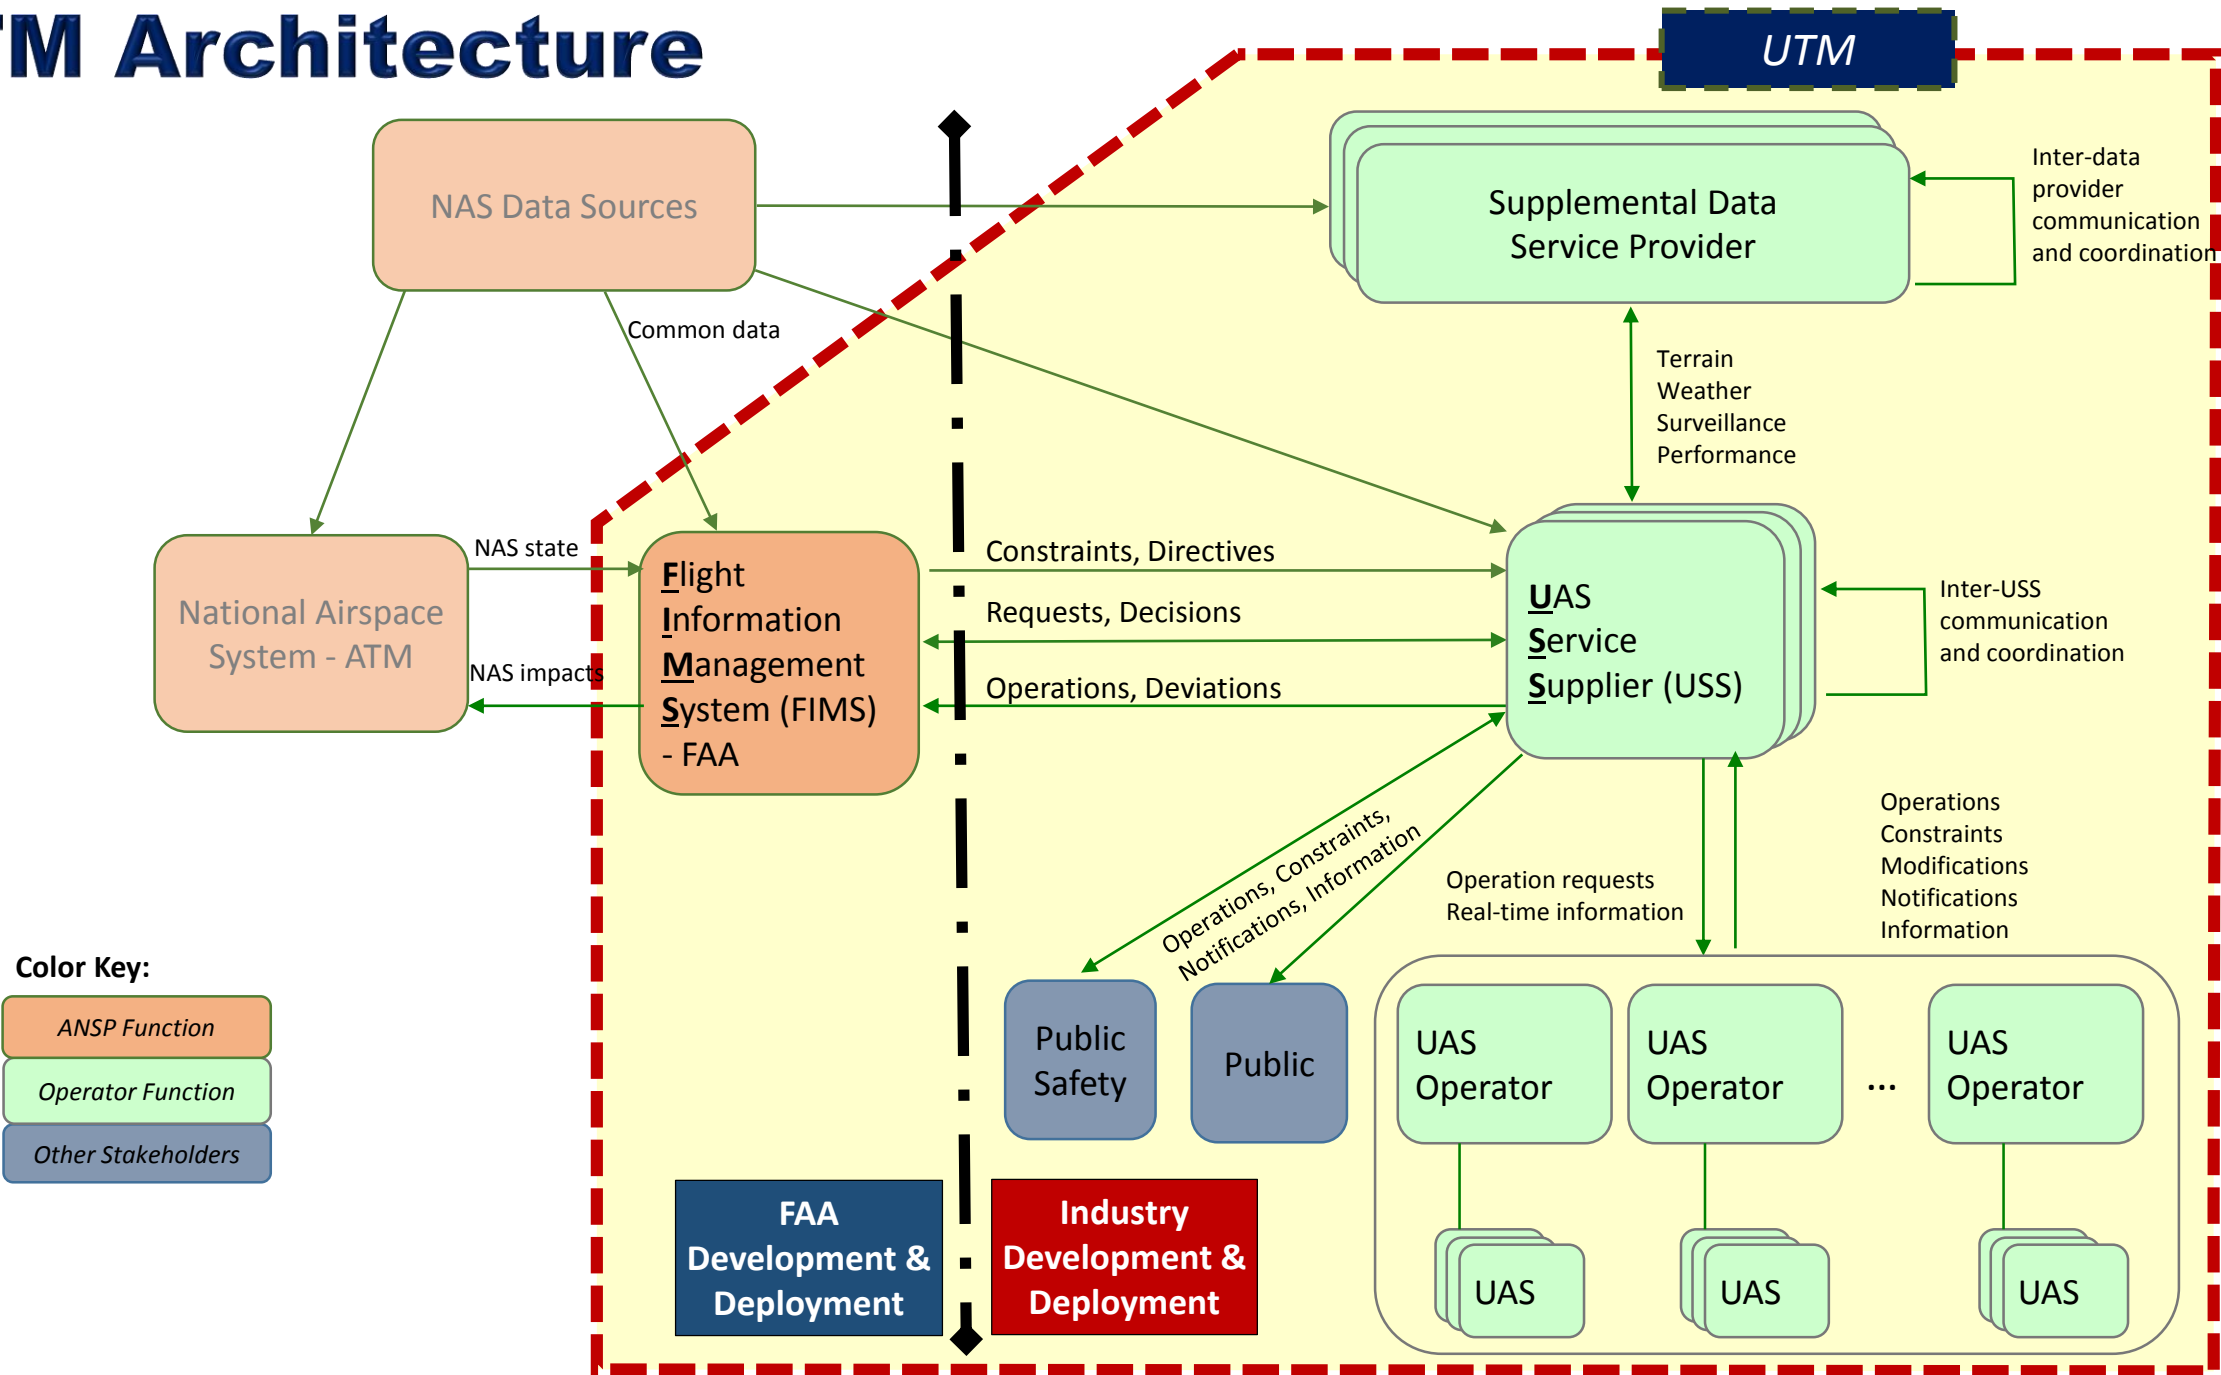 TM Architecture
UTM
NAS Data Sources
Supplemental Data
Service Provider
Inter-data
provider
communication
and coordination
Common data
Terrain
Weather
Surveillance
Performance
NAS state
National Airspace
System - ATM
NAS impacts
Flight
Information
Management
System (FIMS)
- FAA
Constraints, Directives
Requests, Decisions
Operations, Deviations
UAS
Service
Supplier (USS)
Inter-USS
communication
and coordination
Operations, Constraints,
Notifications, Information
Operation requests
Real-time information
Operations
Constraints
Modifications
Notifications
Information
Color Key:
ANSP Function
Operator Function
Other Stakeholders
Public
Safety
Public
UAS
Operator
UAS
Operator
...
UAS
Operator
UAS
UAS
UAS
FAA
Development &
Deployment
Industry
Development &
Deployment